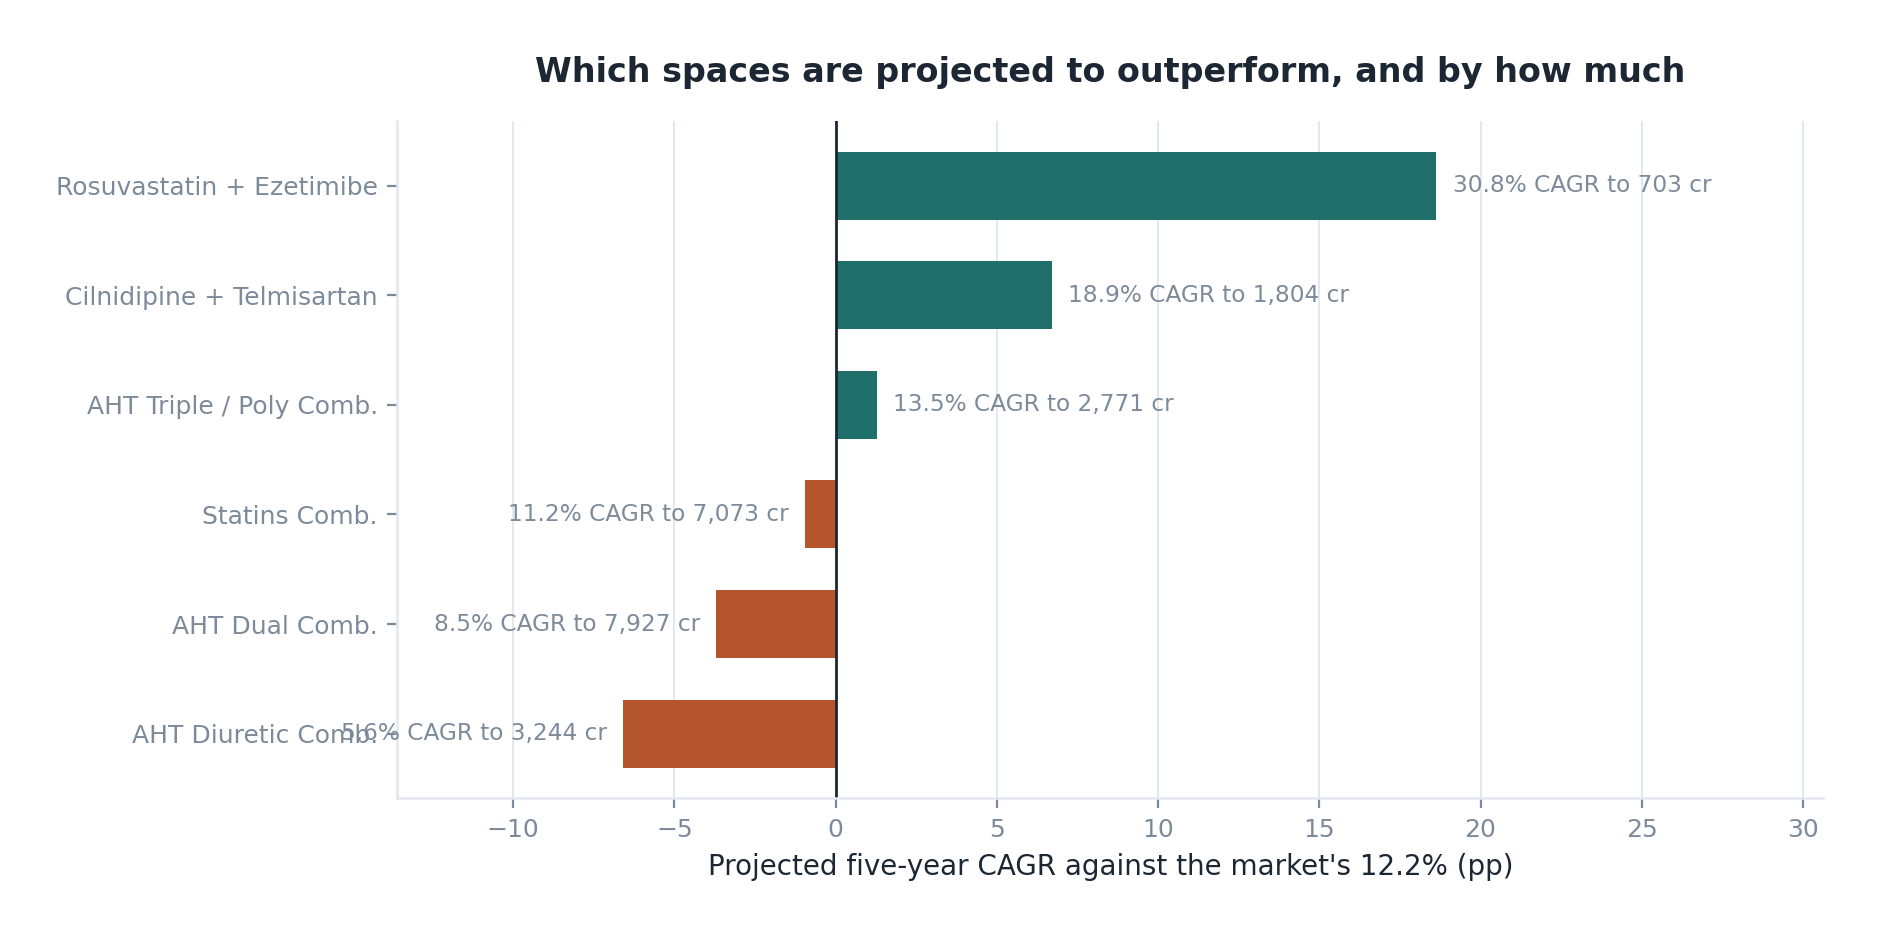 Which spaces are projected to outperform, and by how much
Rosuvastatin + Ezetimibe
30.8% CAGR to 703 cr
Cilnidipine + Telmisartan
18.9% CAGR to 1,804 cr
AHT Triple / Poly Comb.
13.5% CAGR to 2,771 cr
Statins Comb.
11.2% CAGR to 7,073 cr
AHT Dual Comb.
8.5% CAGR to 7,927 cr
AHT Diuretic Comb.
5.6% CAGR to 3,244 cr
−10 −5 0 5 10 15 20 25 30
Projected five-year CAGR against the market's 12.2% (pp)